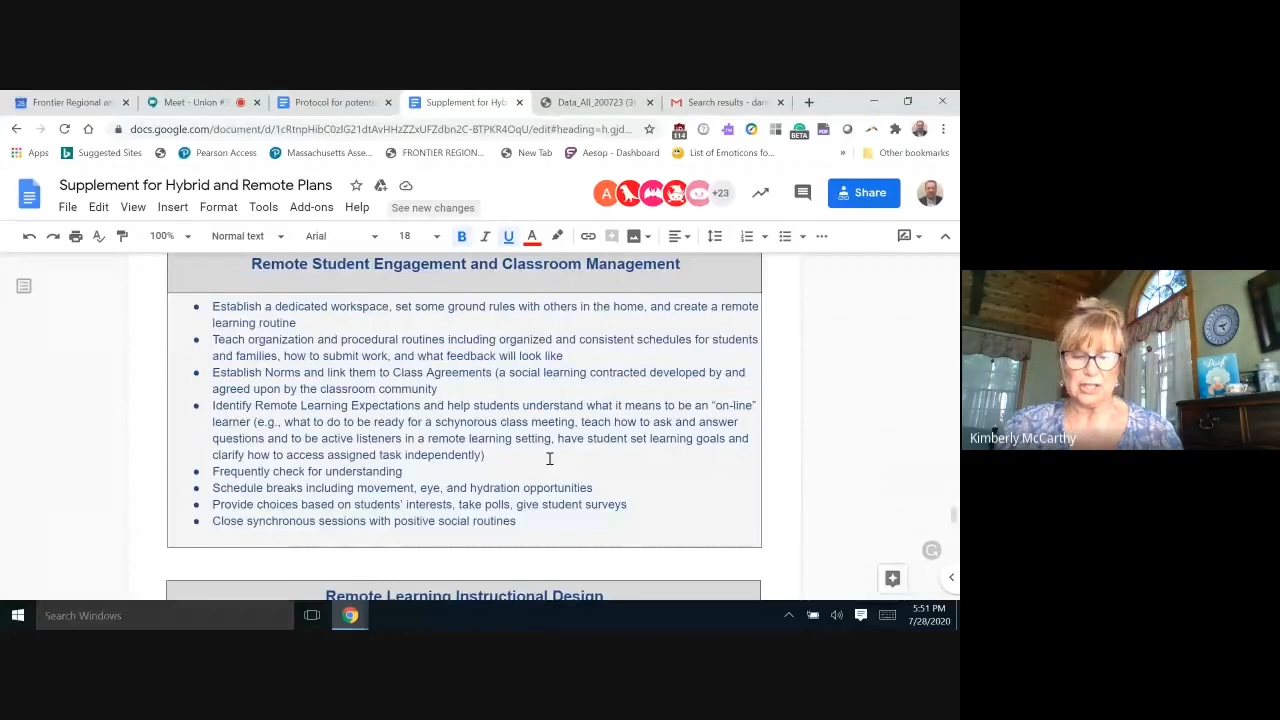 Frontier Regional an
Meet - Union #
Protocol for potenti
Supplement for Hyb
Data_All_200723 (3)
Search results - dan
docs.google.com/document/d/1cRtnpHibC0zlG21dtAvHHzZZxUFZdbn2C-BTPKR4OqU/edit#heading=h.gjd...
114
BETA
Apps
Suggested Sites
Pearson Access
Massachusetts Asse...
FRONTIER REGION...
New Tab
Aesop - Dashboard
List of Emoticons fo...
»
Other bookmarks
Supplement for Hybrid and Remote Plans
A
+23
Share
File Edit View Insert Format Tools Add-ons Help
See new changes
100% Normal text Arial 18 B I U A
Remote Student Engagement and Classroom Management
● Establish a dedicated workspace, set some ground rules with others in the home, and create a remote
learning routine
● Teach organization and procedural routines including organized and consistent schedules for students
and families, how to submit work, and what feedback will look like
● Establish Norms and link them to Class Agreements (a social learning contracted developed by and
agreed upon by the classroom community
● Identify Remote Learning Expectations and help students understand what it means to be an “on-line”
learner (e.g., what to do to be ready for a schynorous class meeting, teach how to ask and answer
questions and to be active listeners in a remote learning setting, have student set learning goals and
clarify how to access assigned task independently)
● Frequently check for understanding
● Schedule breaks including movement, eye, and hydration opportunities
● Provide choices based on students’ interests, take polls, give student surveys
● Close synchronous sessions with positive social routines
Remote Learning Instructional Design
Kimberly McCarthy
Search Windows
5:51 PM
7/28/2020